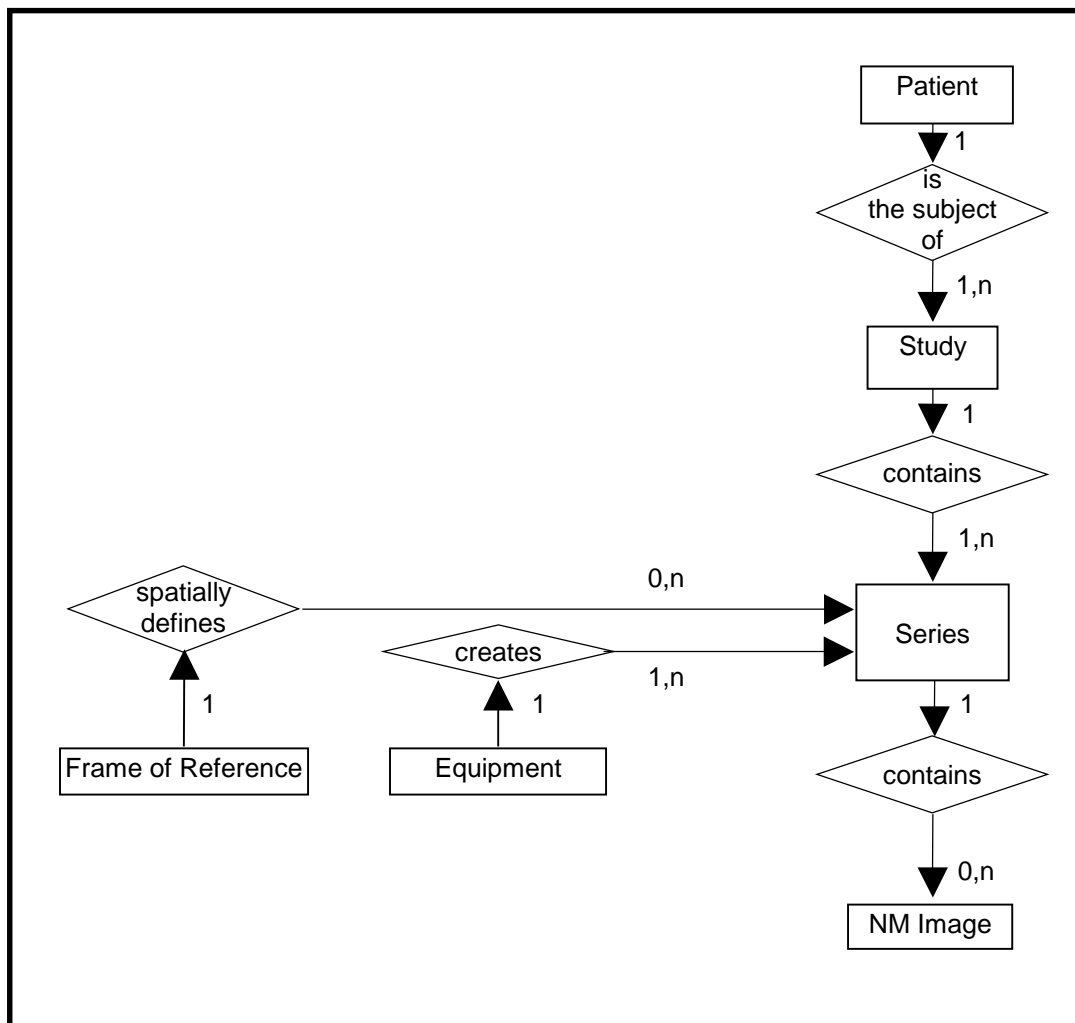 Patient
1
is
the subject
of
1,n
Study
1
contains
1,n
spatially
defines
0,n
Series
creates
1,n
1
1
1
Frame of Reference
Equipment
contains
0,n
NM Image